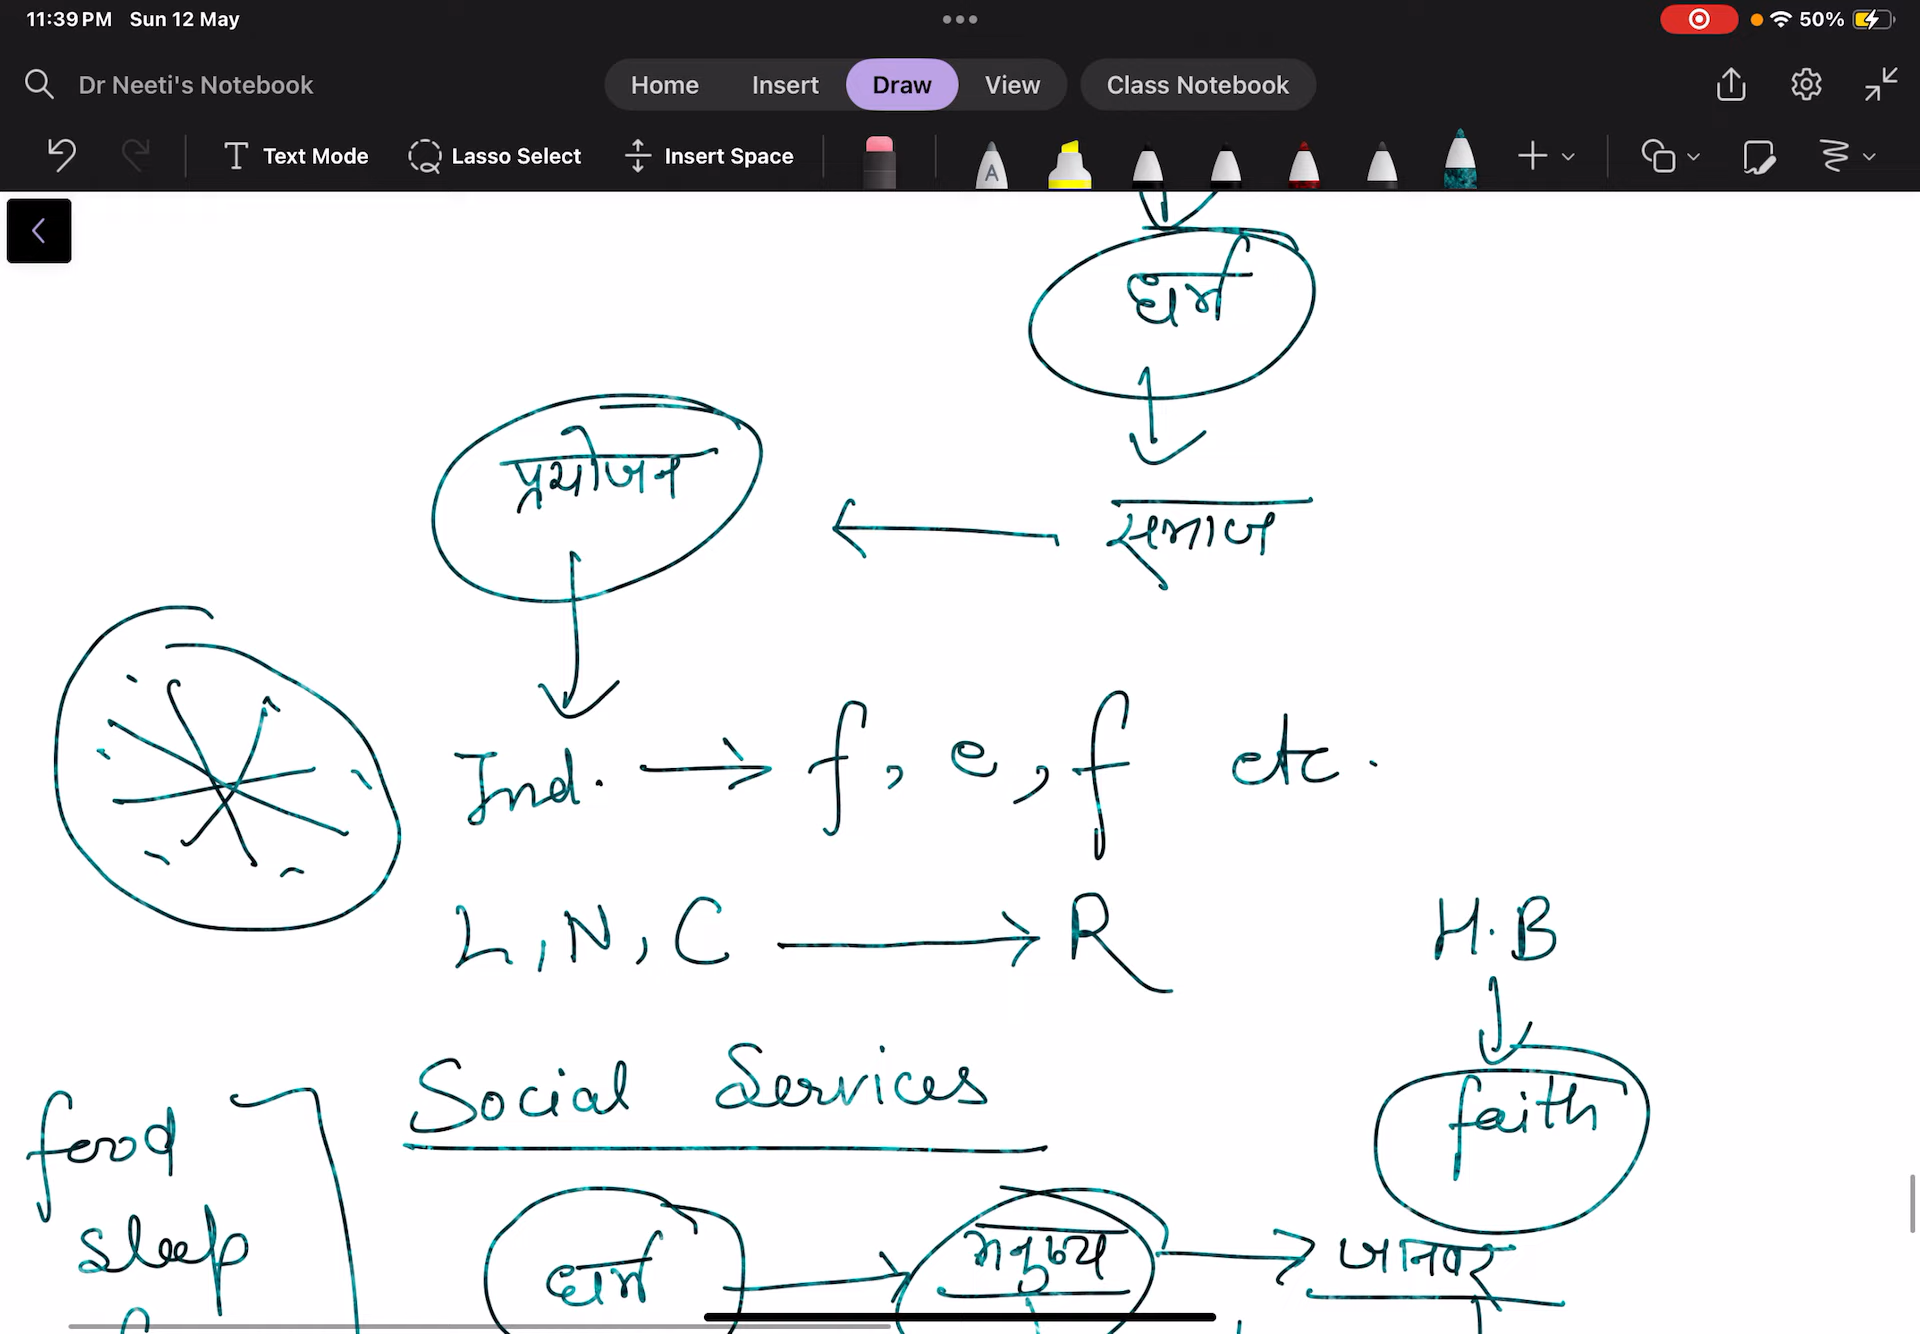 11:39 PM Sun 12 May
50%
Dr Neeti's Notebook
Home Insert Draw View Class Notebook
Text Mode Lasso Select Insert Space
A
धर्म
प्रयोजन
समाज
Ind. → f, e, f etc.
L, N, C → R
H.B
faith
Social Services
food
sleep
धर्म → मनुष्य → जानवर